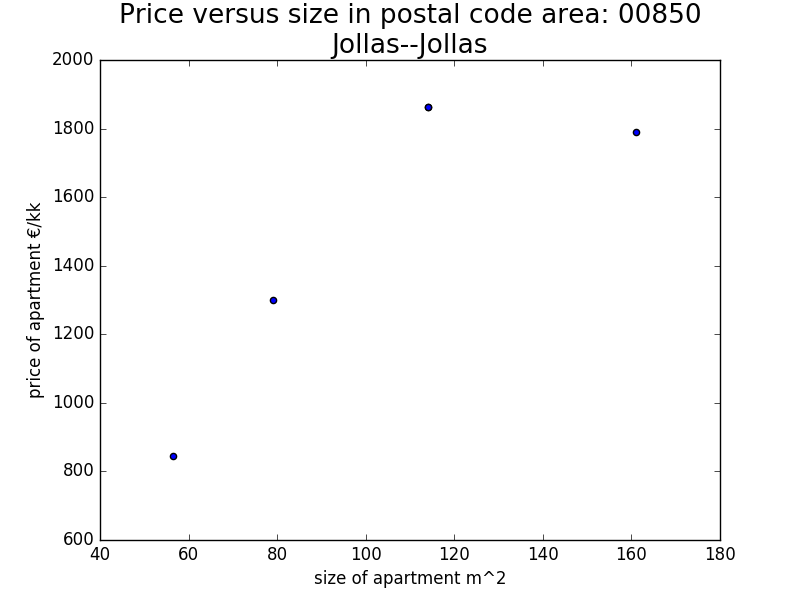 Price versus size in postal code area: 00850
Jollas--Jollas
2000
1800
1600
1400
1200
1000
800
600
price of apartment €/kk
40 60 80 100 120 140 160 180
size of apartment m^2